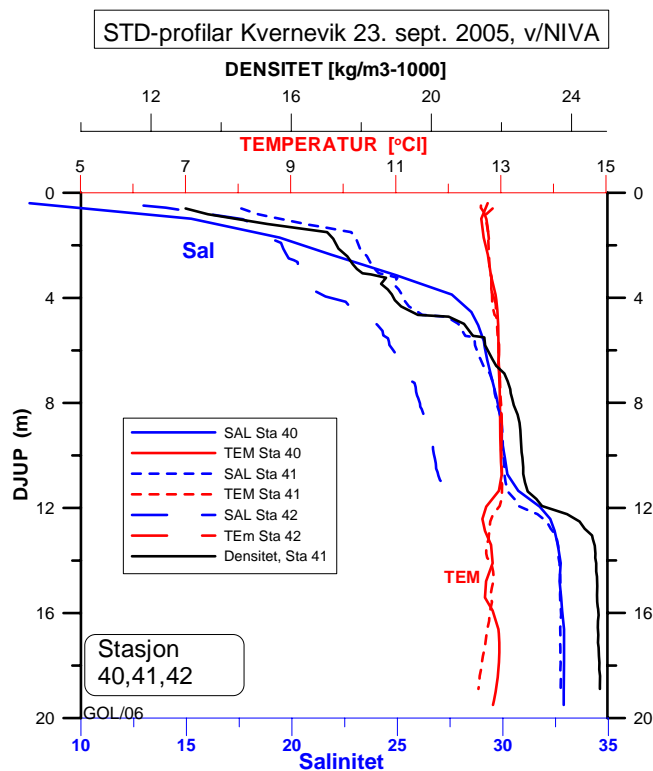 STD-profilar Kvernevik 23. sept. 2005, v/NIVA
DENSITET [kg/m3-1000]
12 16 20 24
TEMPERATUR [oCl]
5 7 9 11 13 15
0 0
4 4
8 8
12 12
16 16
20 20
DJUP (m)
Sal
SAL Sta 40
TEM Sta 40
SAL Sta 41
TEM Sta 41
SAL Sta 42
TEm Sta 42
Densitet, Sta 41
TEM
Stasjon
40,41,42
GOL/06
10 15 20 25 30 35
Salinitet